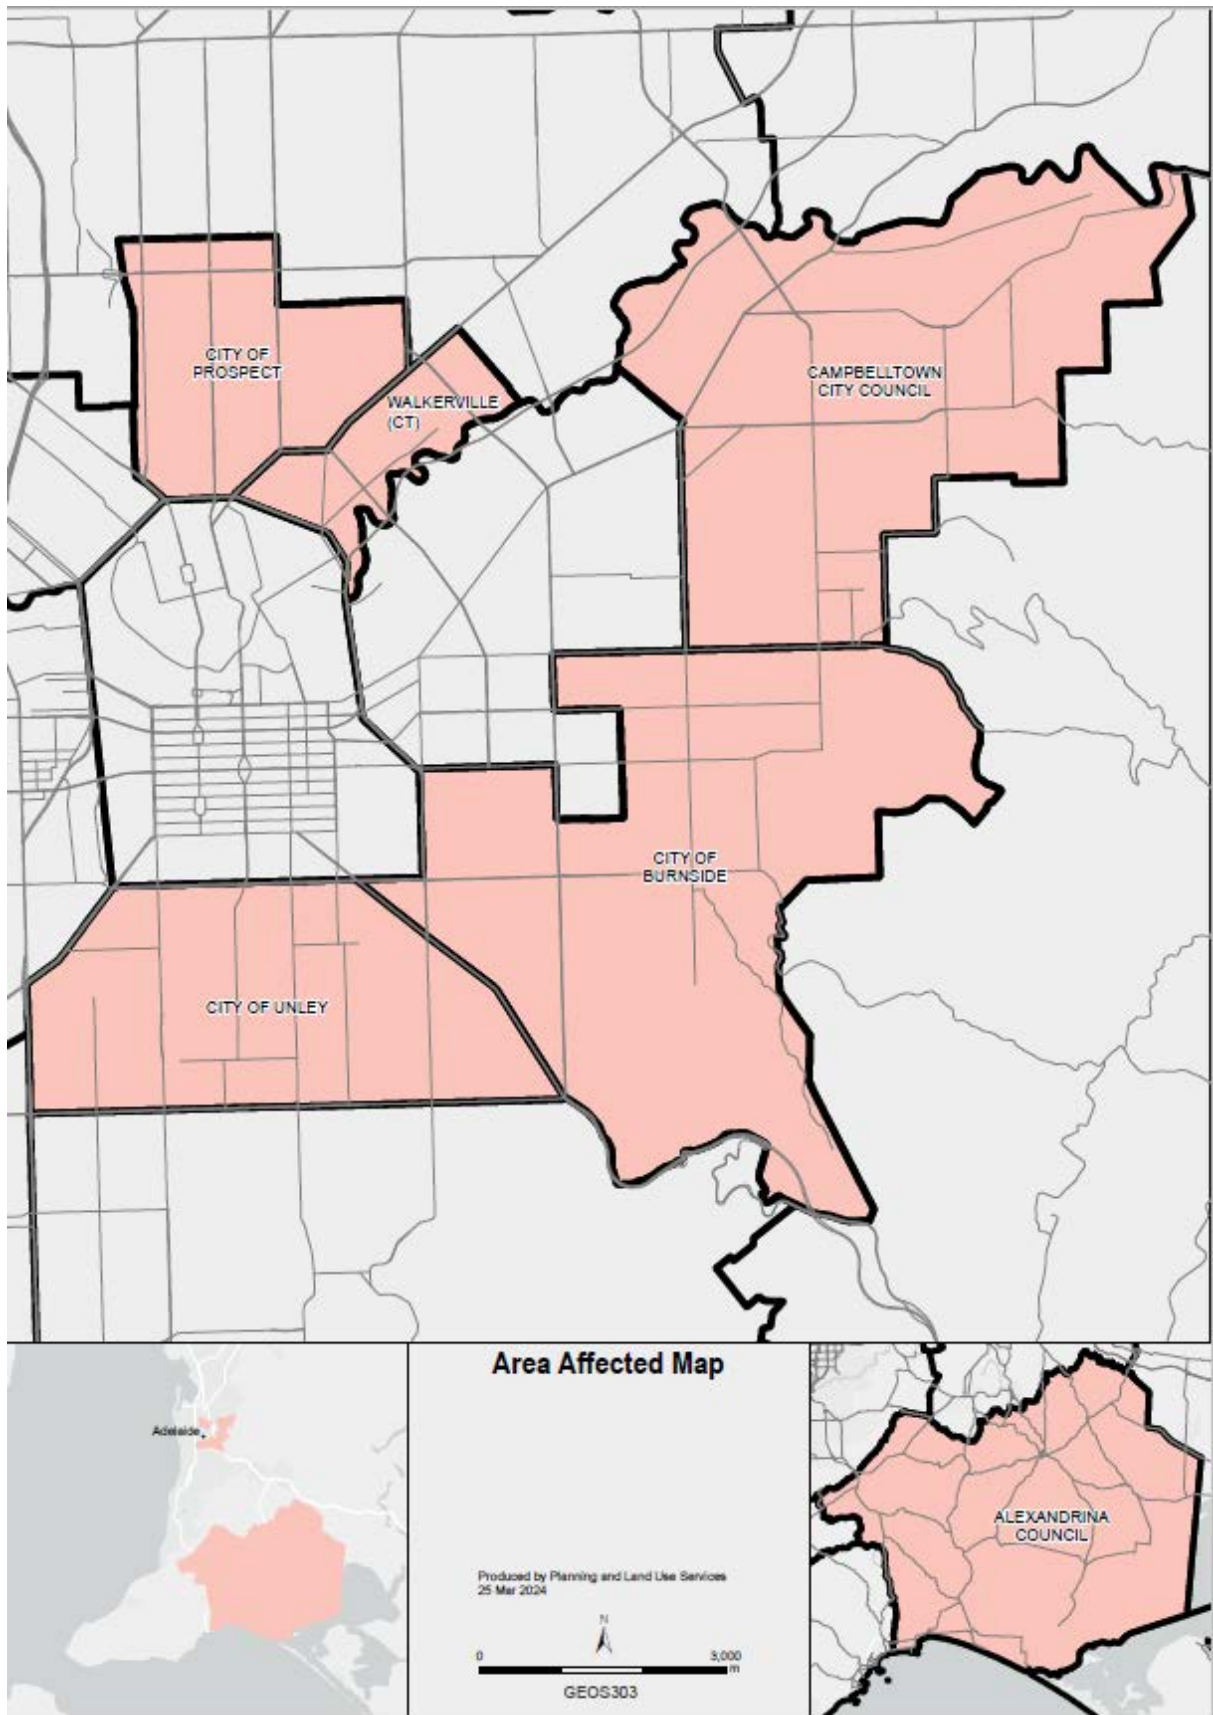 CITY OF
PROSPECT
WALKERVILLE
(CT)
CAMPBELLTOWN
CITY COUNCIL
CITY OF
BURNSIDE
CITY OF UNLEY
Adelaide
Area Affected Map
Produced by Planning and Land Use Services
25 Mar 2024
N
0 3,000
m
GEOS303
ALEXANDRINA
COUNCIL